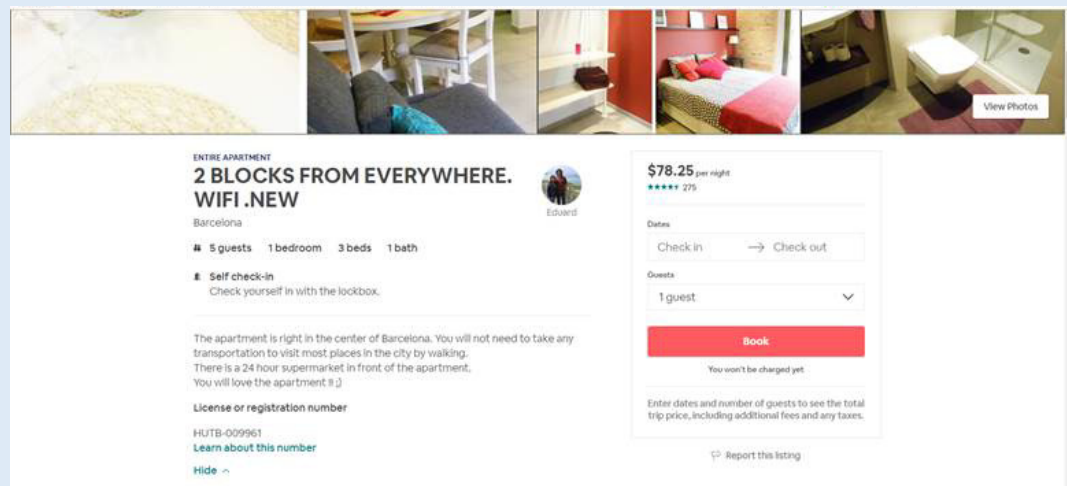 View Photos
ENTIRE APARTMENT
2 BLOCKS FROM EVERYWHERE.
WIFI .NEW
Eduard
Barcelona
5 guests 1 bedroom 3 beds 1 bath
Self check-in
Check yourself in with the lockbox.
The apartment is right in the center of Barcelona. You will not need to take any
transportation to visit most places in the city by walking.
There is a 24 hour supermarket in front of the apartment.
You will love the apartment !! ;)
License or registration number
HUTB-009961
Learn about this number
Hide
$78.25 per night
275
Dates
Check in → Check out
Guests
1 guest
Book
You won't be charged yet
Enter dates and number of guests to see the total
trip price, including additional fees and any taxes.
Report this listing